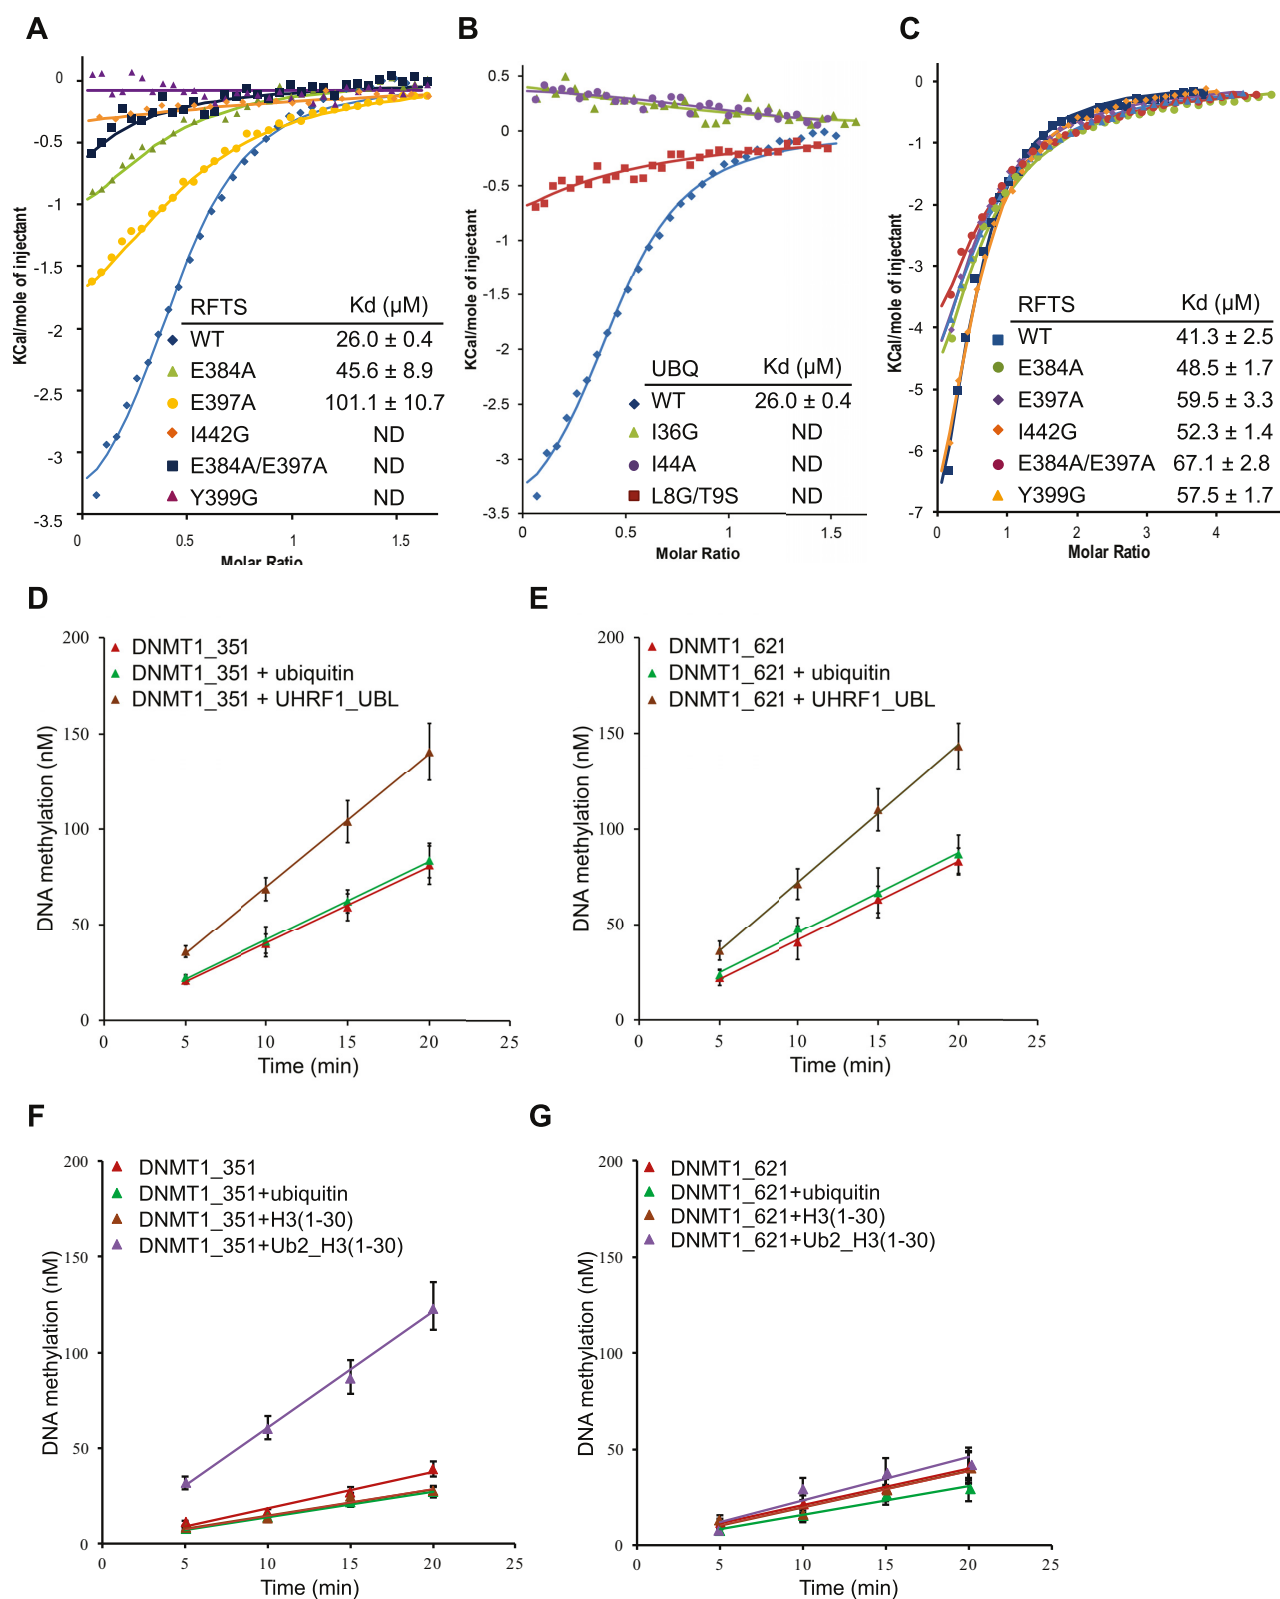 A
KCal/mole of injectant
0
-0.5
-1
-1.5
-2
-2.5
-3
-3.5
0
0.5
1
1.5
Molar Ratio
RFTS Kd (µM)
WT 26.0 ± 0.4
E384A 45.6 ± 8.9
E397A 101.1 ± 10.7
I442G ND
E384A/E397A ND
Y399G ND
B
KCal/mole of injectant
0.5
0
-0.5
-1
-1.5
-2
-2.5
-3
-3.5
0
0.5
1
1.5
Molar Ratio
UBQ Kd (µM)
WT 26.0 ± 0.4
I36G ND
I44A ND
L8G/T9S ND
C
KCal/mole of injectant
0
-1
-2
-3
-4
-5
-6
-7
0
1
2
3
4
Molar Ratio
RFTS Kd (µM)
WT 41.3 ± 2.5
E384A 48.5 ± 1.7
E397A 59.5 ± 3.3
I442G 52.3 ± 1.4
E384A/E397A 67.1 ± 2.8
Y399G 57.5 ± 1.7
D
DNA methylation (nM)
200
150
100
50
0
0
5
10
15
20
25
Time (min)
DNMT1_351
DNMT1_351 + ubiquitin
DNMT1_351 + UHRF1_UBL
E
DNA methylation (nM)
200
150
100
50
0
0
5
10
15
20
25
Time (min)
DNMT1_621
DNMT1_621 + ubiquitin
DNMT1_621 + UHRF1_UBL
F
DNA methylation (nM)
200
150
100
50
0
0
5
10
15
20
25
Time (min)
DNMT1_351
DNMT1_351+ubiquitin
DNMT1_351+H3(1-30)
DNMT1_351+Ub2_H3(1-30)
G
DNA methylation (nM)
200
150
100
50
0
0
5
10
15
20
25
Time (min)
DNMT1_621
DNMT1_621+ubiquitin
DNMT1_621+H3(1-30)
DNMT1_621+Ub2_H3(1-30)